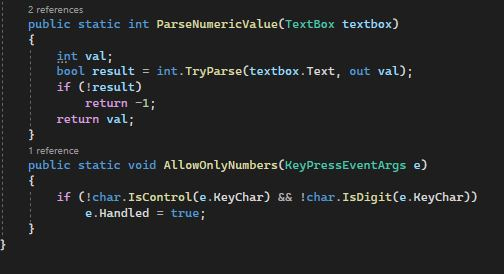 2 references
public static int ParseNumericValue(TextBox textbox)
{
int val;
bool result = int.TryParse(textbox.Text, out val);
if (!result)
return -1;
return val;
}
1 reference
public static void AllowOnlyNumbers(KeyPressEventArgs e)
{
if (!char.IsControl(e.KeyChar) && !char.IsDigit(e.KeyChar))
e.Handled = true;
}
}